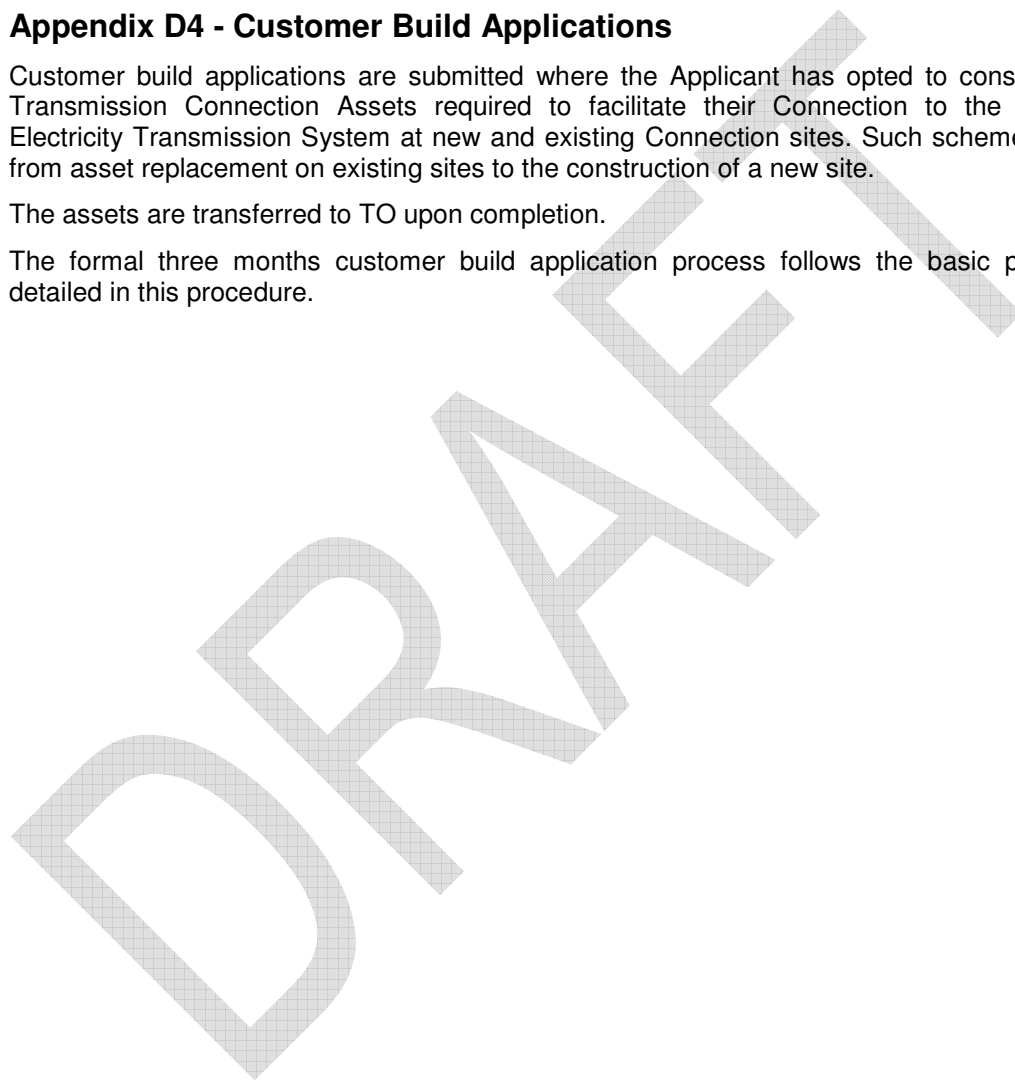 Appendix D4 - Customer Build Applications
Customer build applications are submitted where the Applicant has opted to
Transmission Connection Assets required to facilitate their Connection to the
Electricity Transmission System at new and existing Connection sites. Such
from asset replacement on existing sites to the construction of a new site.
The assets are transferred to TO upon completion.
The formal three months customer build application process follows the basic
detailed in this procedure.
DRAFT